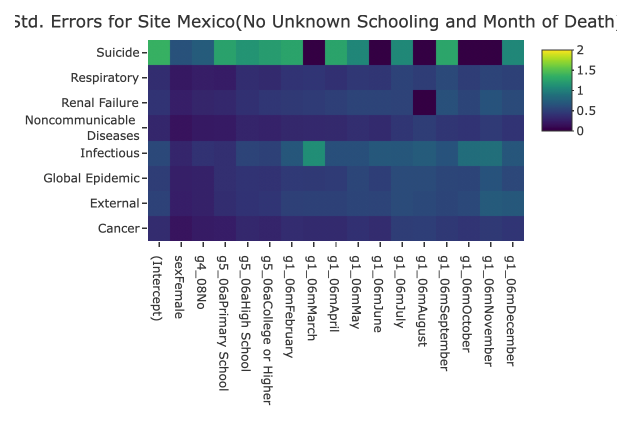 Std. Errors for Site Mexico(No Unknown Schooling and Month of Death)
Suicide
Respiratory
Renal Failure
Noncommunicable
Diseases
Infectious
Global Epidemic
External
Cancer
(Intercept)
sexFemale
g4_08No
g5_06aPrimary School
g5_06aHigh School
g5_06aCollege or Higher
g1_06mFebruary
g1_06mMarch
g1_06mApril
g1_06mMay
g1_06mJune
g1_06mJuly
g1_06mAugust
g1_06mSeptember
g1_06mOctober
g1_06mNovember
g1_06mDecember
2
1.5
1
0.5
0